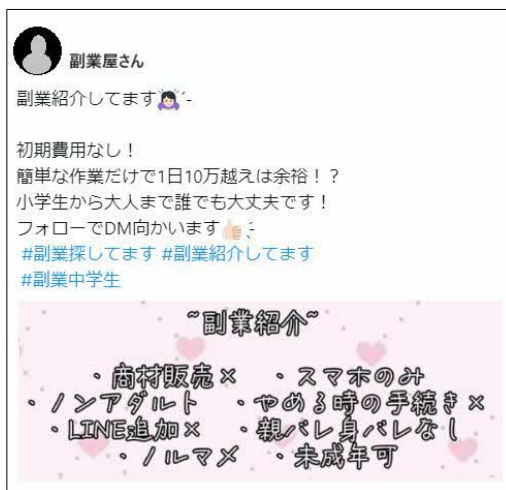 副業屋さん
副業紹介してます🙇🏻‍♀️´-
初期費用なし！
簡単な作業だけで1日10万越えは余裕！？
小学生から大人まで誰でも大丈夫です！
フォローでDM向かいます👍🏻 ̖́-
#副業探してます #副業紹介してます
#副業中学生
~副業紹介~
・商材販売× ・スマホのみ
・ノンアダルト ・やめる時の手続き×
・LINE追加× ・親バレ身バレなし
・ノルマ× ・未成年可